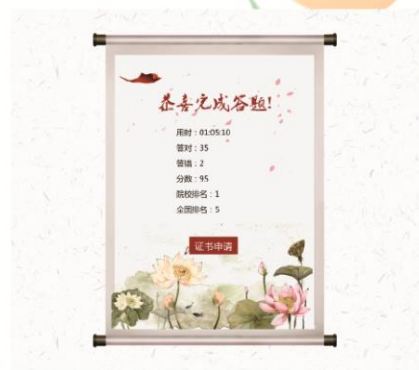 恭喜完成答题!
用时：01:05:10
答对：35
答错：2
分数：95
院校排名：1
全国排名：5
证书申请